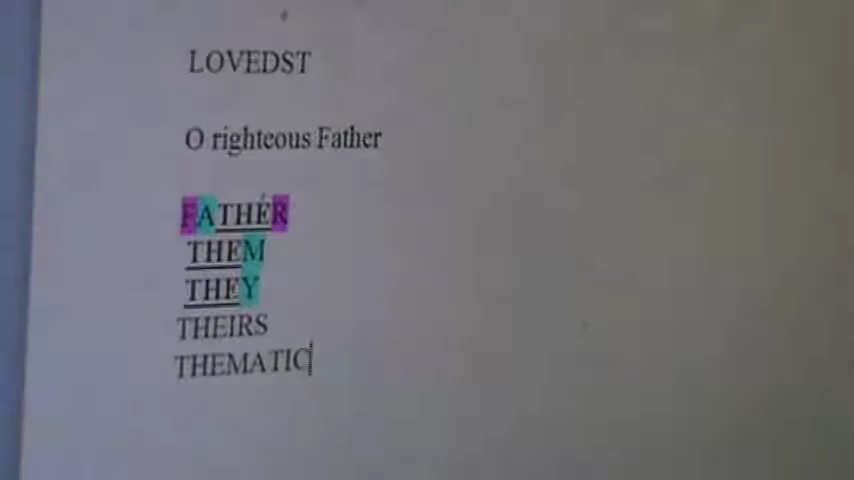 LOVEDST
O righteous Father
FATHER
THEM
THEY
THEIRS
THEMATIC